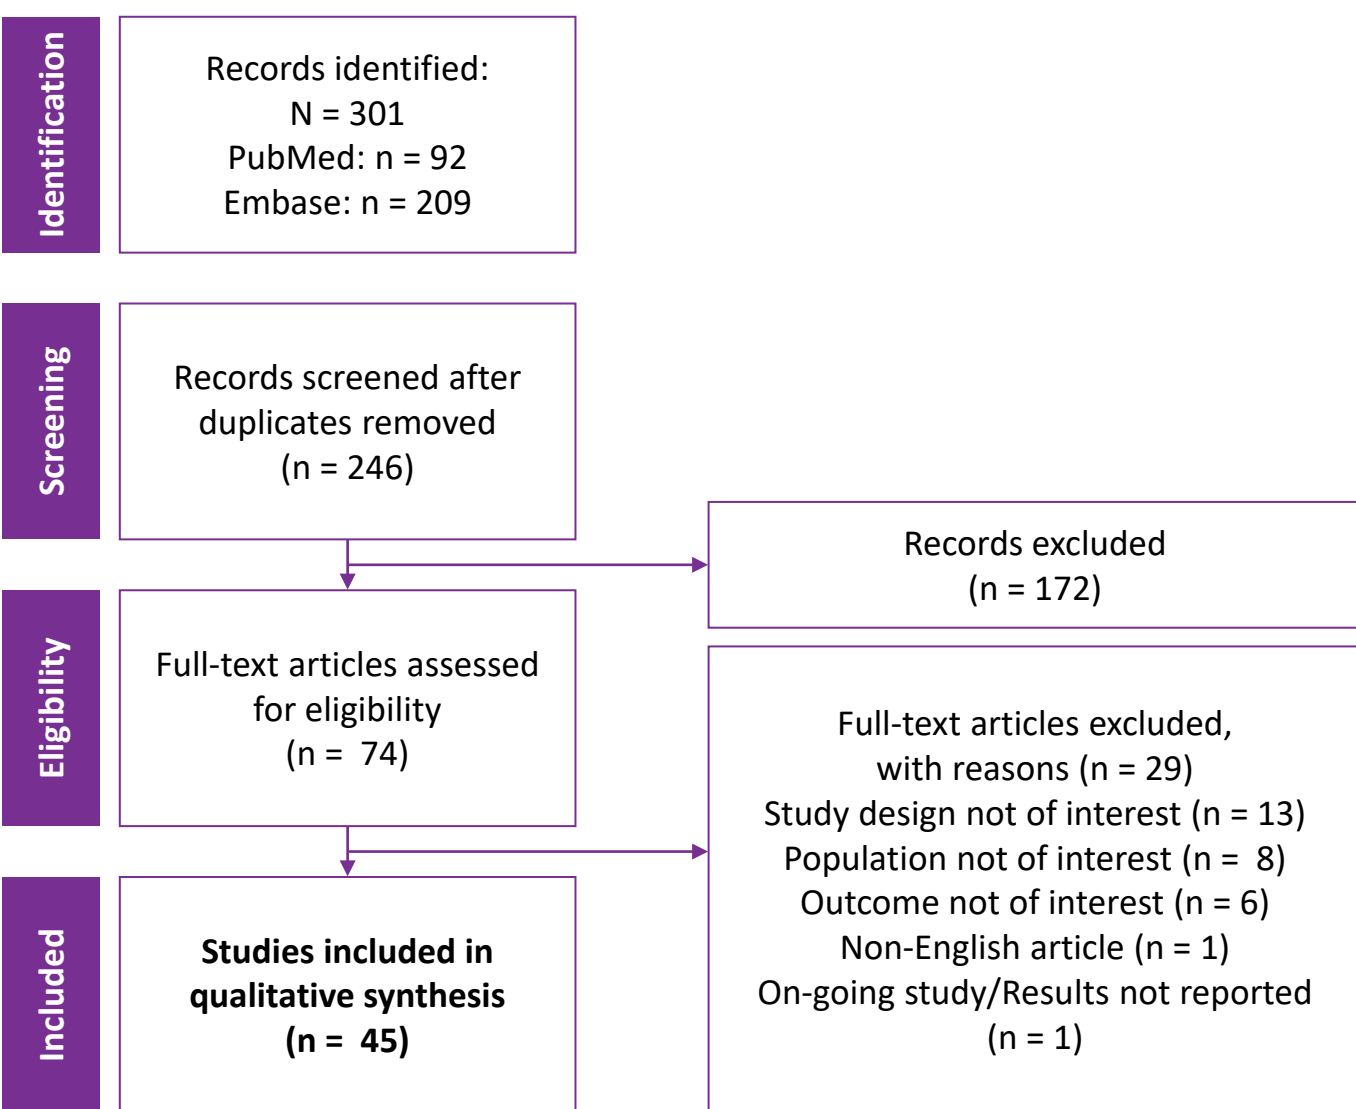 Identification
Records identified:
N = 301
PubMed: n = 92
Embase: n = 209
Screening
Records screened after
duplicates removed
(n = 246)
Records excluded
(n = 172)
Eligibility
Full-text articles assessed
for eligibility
(n =  74)
Full-text articles excluded,
with reasons (n = 29)
Study design not of interest (n = 13)
Population not of interest (n =  8)
Outcome not of interest (n = 6)
Non-English article (n = 1)
On-going study/Results not reported
(n = 1)
Included
Studies included in
qualitative synthesis
(n =  45)